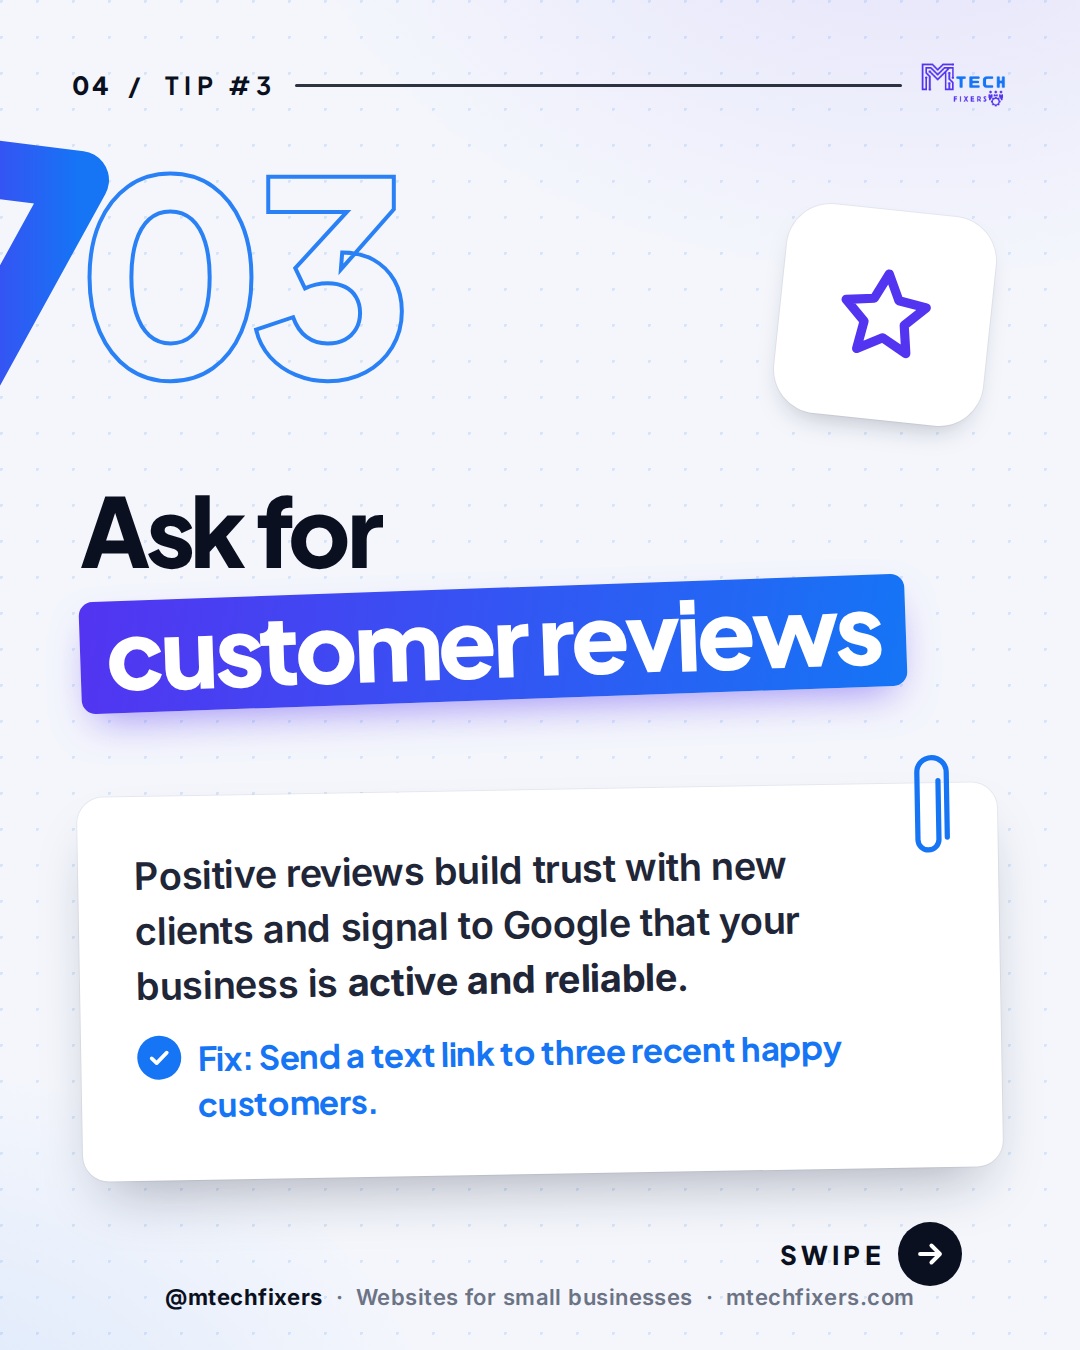 04 / TIP #3
MTECH
FIXERS
03
Ask for
customer reviews
Positive reviews build trust with new
clients and signal to Google that your
business is active and reliable.
Fix: Send a text link to three recent happy
customers.
SWIPE
@mtechfixers · Websites for small businesses · mtechfixers.com